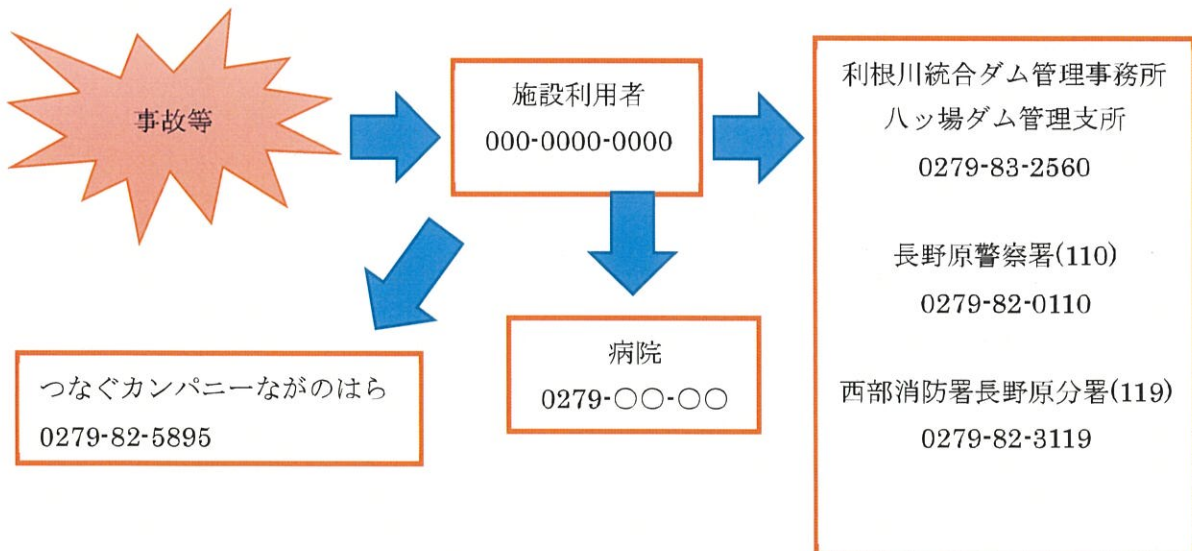 事故等
施設利用者
000-0000-0000
利根川統合ダム管理事務所
八ッ場ダム管理支所
0279-83-2560
長野原警察署(110)
0279-82-0110
西部消防署長野原分署(119)
0279-82-3119
病院
0279-○○-○○
つなぐカンパニーながのはら
0279-82-5895